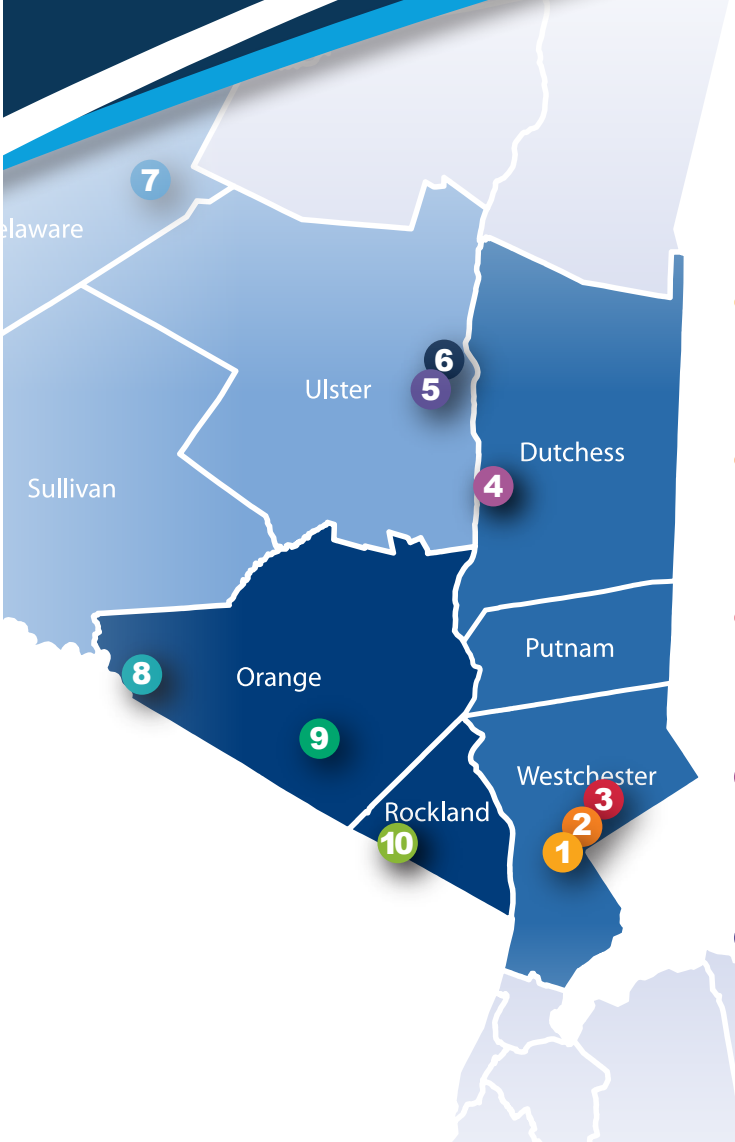 7
elaware
6
Ulster
5
Dutchess
Sullivan
4
Putnam
8
Orange
9
Westchester
3
Rockland
2
10
1